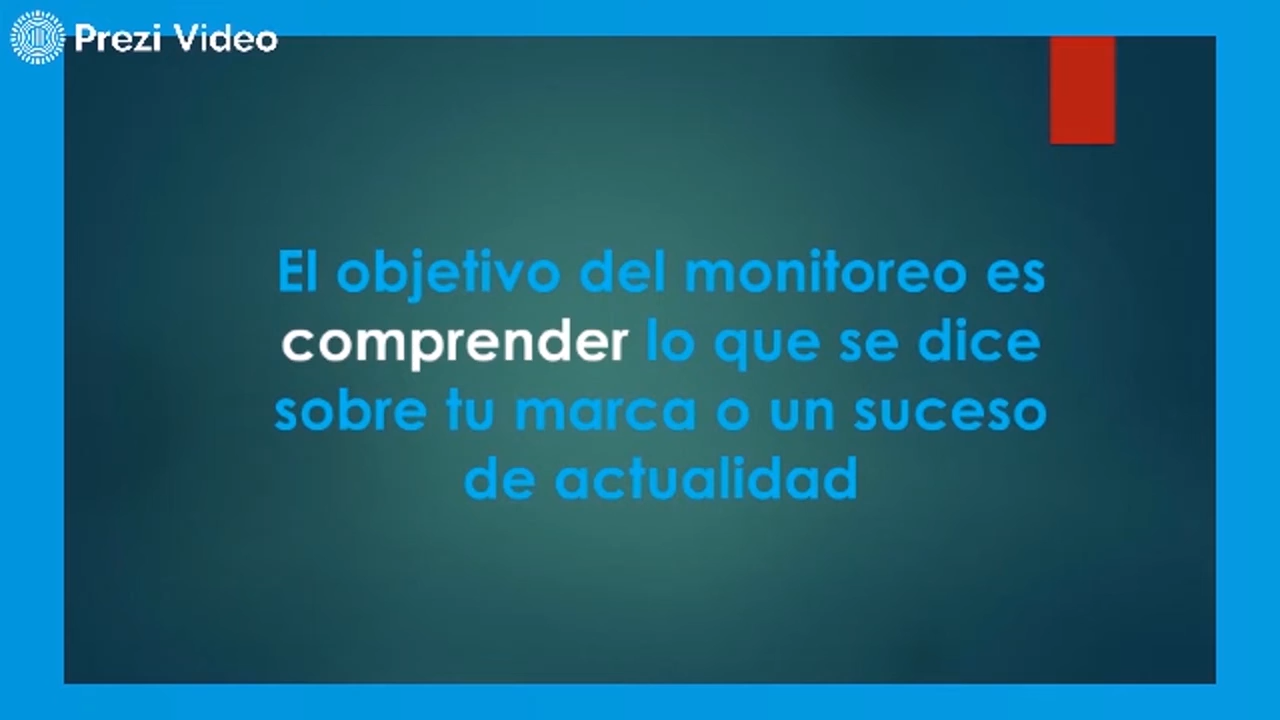 Prezi Video
El objetivo del monitoreo es
comprender lo que se dice
sobre tu marca o un suceso
de actualidad